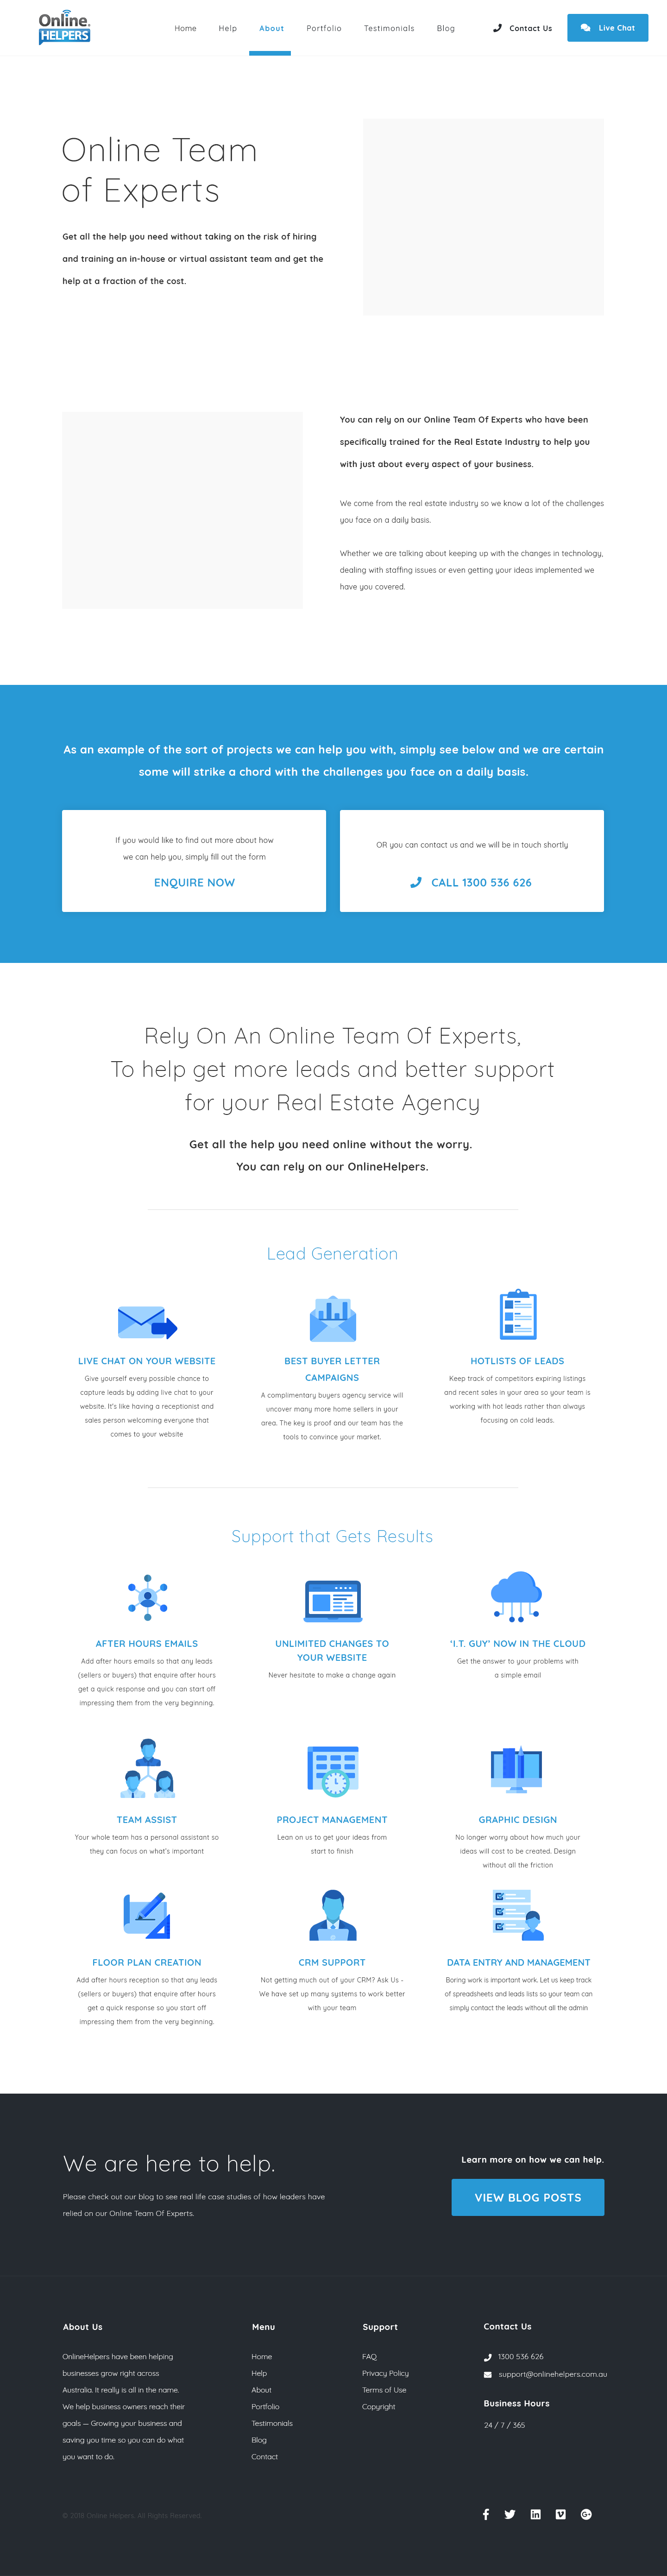 Online.
HELPERS
Home
Help
About
Portfolio
Testimonials
Blog
Contact Us
Live Chat
Online Team
of Experts
Get all the help you need without taking on the risk of hiring
and training an in-house or virtual assistant team and get the
help at a fraction of the cost.
You can rely on our Online Team Of Experts who have been
specifically trained for the Real Estate Industry to help you
with just about every aspect of your business.
We come from the real estate industry so we know a lot of the challenges
you face on a daily basis.
Whether we are talking about keeping up with the changes in technology,
dealing with staffing issues or even getting your ideas implemented we
have you covered.
As an example of the sort of projects we can help you with, simply see below and we are certain
some will strike a chord with the challenges you face on a daily basis.
If you would like to find out more about how
we can help you, simply fill out the form
ENQUIRE NOW
OR you can contact us and we will be in touch shortly
CALL 1300 536 626
Rely On An Online Team Of Experts,
To help get more leads and better support
for your Real Estate Agency
Get all the help you need online without the worry.
You can rely on our OnlineHelpers.
Lead Generation
LIVE CHAT ON YOUR WEBSITE
Give yourself every possible chance to
capture leads by adding live chat to your
website. It's like having a receptionist and
sales person welcoming everyone that
comes to your website
BEST BUYER LETTER
CAMPAIGNS
A complimentary buyers agency service will
uncover many more home sellers in your
area. The key is proof and our team has the
tools to convince your market.
HOTLISTS OF LEADS
Keep track of competitors expiring listings
and recent sales in your area so your team is
working with hot leads rather than always
focusing on cold leads.
Support that Gets Results
AFTER HOURS EMAILS
Add after hours emails so that any leads
(sellers or buyers) that enquire after hours
get a quick response and you can start off
impressing them from the very beginning.
UNLIMITED CHANGES TO
YOUR WEBSITE
Never hesitate to make a change again
‘I.T. GUY’ NOW IN THE CLOUD
Get the answer to your problems with
a simple email
TEAM ASSIST
Your whole team has a personal assistant so
they can focus on what's important
PROJECT MANAGEMENT
Lean on us to get your ideas from
start to finish
GRAPHIC DESIGN
No longer worry about how much your
ideas will cost to be created. Design
without all the friction
FLOOR PLAN CREATION
Add after hours reception so that any leads
(sellers or buyers) that enquire after hours
get a quick response so you start off
impressing them from the very beginning.
CRM SUPPORT
Not getting much out of your CRM? Ask Us -
We have set up many systems to work better
with your team
DATA ENTRY AND MANAGEMENT
Boring work is important work. Let us keep track
of spreadsheets and leads lists so your team can
simply contact the leads without all the admin
We are here to help.
Please check out our blog to see real life case studies of how leaders have
relied on our Online Team Of Experts.
Learn more on how we can help.
VIEW BLOG POSTS
About Us
OnlineHelpers have been helping
businesses grow right across
Australia. It really is all in the name.
We help business owners reach their
goals — Growing your business and
saving you time so you can do what
you want to do.
Menu
Home
Help
About
Portfolio
Testimonials
Blog
Contact
Support
FAQ
Privacy Policy
Terms of Use
Copyright
Contact Us
1300 536 626
support@onlinehelpers.com.au
Business Hours
24 / 7 / 365
© 2018 Online Helpers. All Rights Reserved.